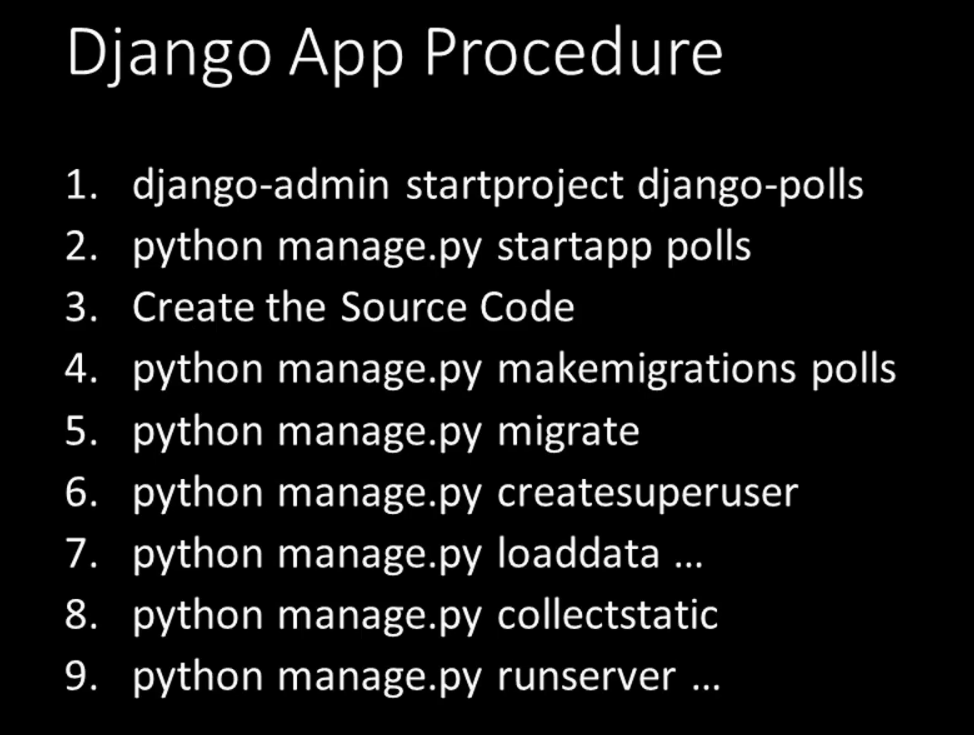 Django App Procedure
1. django-admin startproject django-polls
2. python manage.py startapp polls
3. Create the Source Code
4. python manage.py makemigrations polls
5. python manage.py migrate
6. python manage.py createsuperuser
7. python manage.py loaddata ...
8. python manage.py collectstatic
9. python manage.py runserver ...